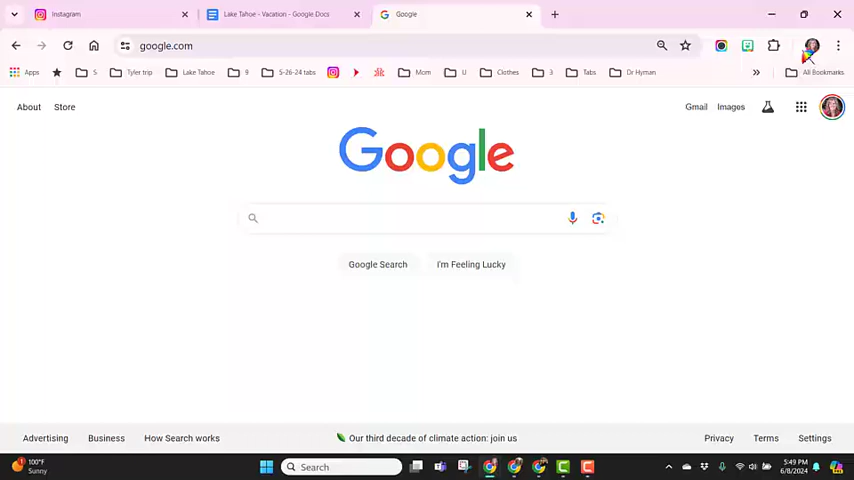 Instagram
Lake Tahoe - Vacation - Google Docs
Google
google.com
Apps
S
Tyler trip
Lake Tahoe
9
5-26-24 tabs
Mom
U
Clothes
3
Tabs
Dr Hyman
All Bookmarks
About
Store
Gmail
Images
Google
Google Search
I'm Feeling Lucky
Advertising
Business
How Search works
Our third decade of climate action: join us
Privacy
Terms
Settings
100°F
Sunny
Search
5:49 PM
6/8/2024